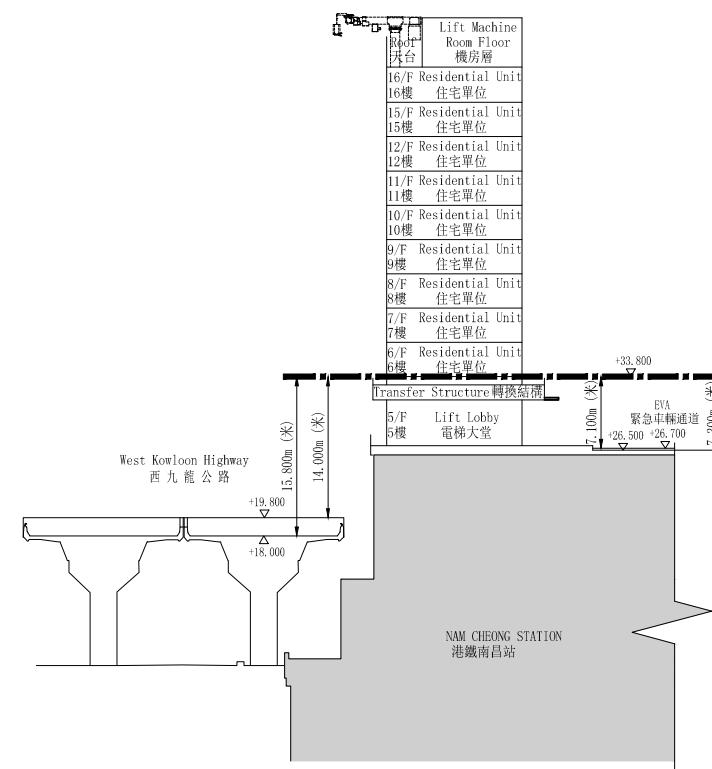 Lift Machine
Room Floor
機房層
Roof
天台
16/F Residential Unit
16樓 住宅單位
15/F Residential Unit
15樓 住宅單位
12/F Residential Unit
12樓 住宅單位
11/F Residential Unit
11樓 住宅單位
10/F Residential Unit
10樓 住宅單位
9/F Residential Unit
9樓 住宅單位
8/F Residential Unit
8樓 住宅單位
7/F Residential Unit
7樓 住宅單位
6/F Residential Unit
6樓 住宅單位
+33.800
Transfer Structure 轉換結構
5/F Lift Lobby
5樓 電梯大堂
7.100m (米)
EVA
緊急車輛通道
+26.500
+26.700
7.200m (米)
15.800m (米)
14.000m (米)
West Kowloon Highway
西九龍公路
+19.800
+18.000
NAM CHEONG STATION
港鐵南昌站